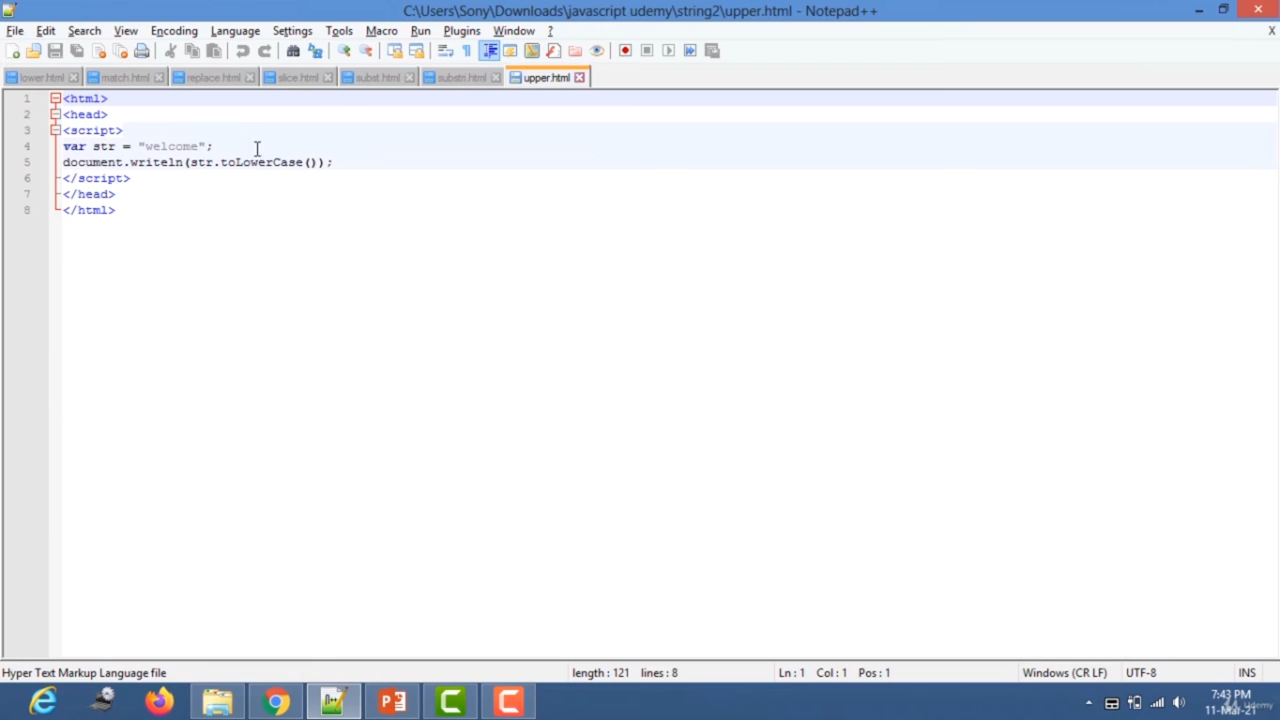 C:\Users\Sony\Downloads\javascript udemy\string2\upper.html - Notepad++
File Edit Search View Encoding Language Settings Tools Macro Run Plugins Window ? X
lower.html match.html replace.html slice.html subst.html substri.html upper.html
1 <html>
2 <head>
3 <script>
4 var str = "welcome";
5 document.writeln(str.toLowerCase());
6 </script>
7 </head>
8 </html>
Hyper Text Markup Language file length : 121 lines : 8 Ln : 1 Col : 1 Pos : 1 Windows (CR LF) UTF-8 INS
7:43 PM
11-Mar-21
Udemy